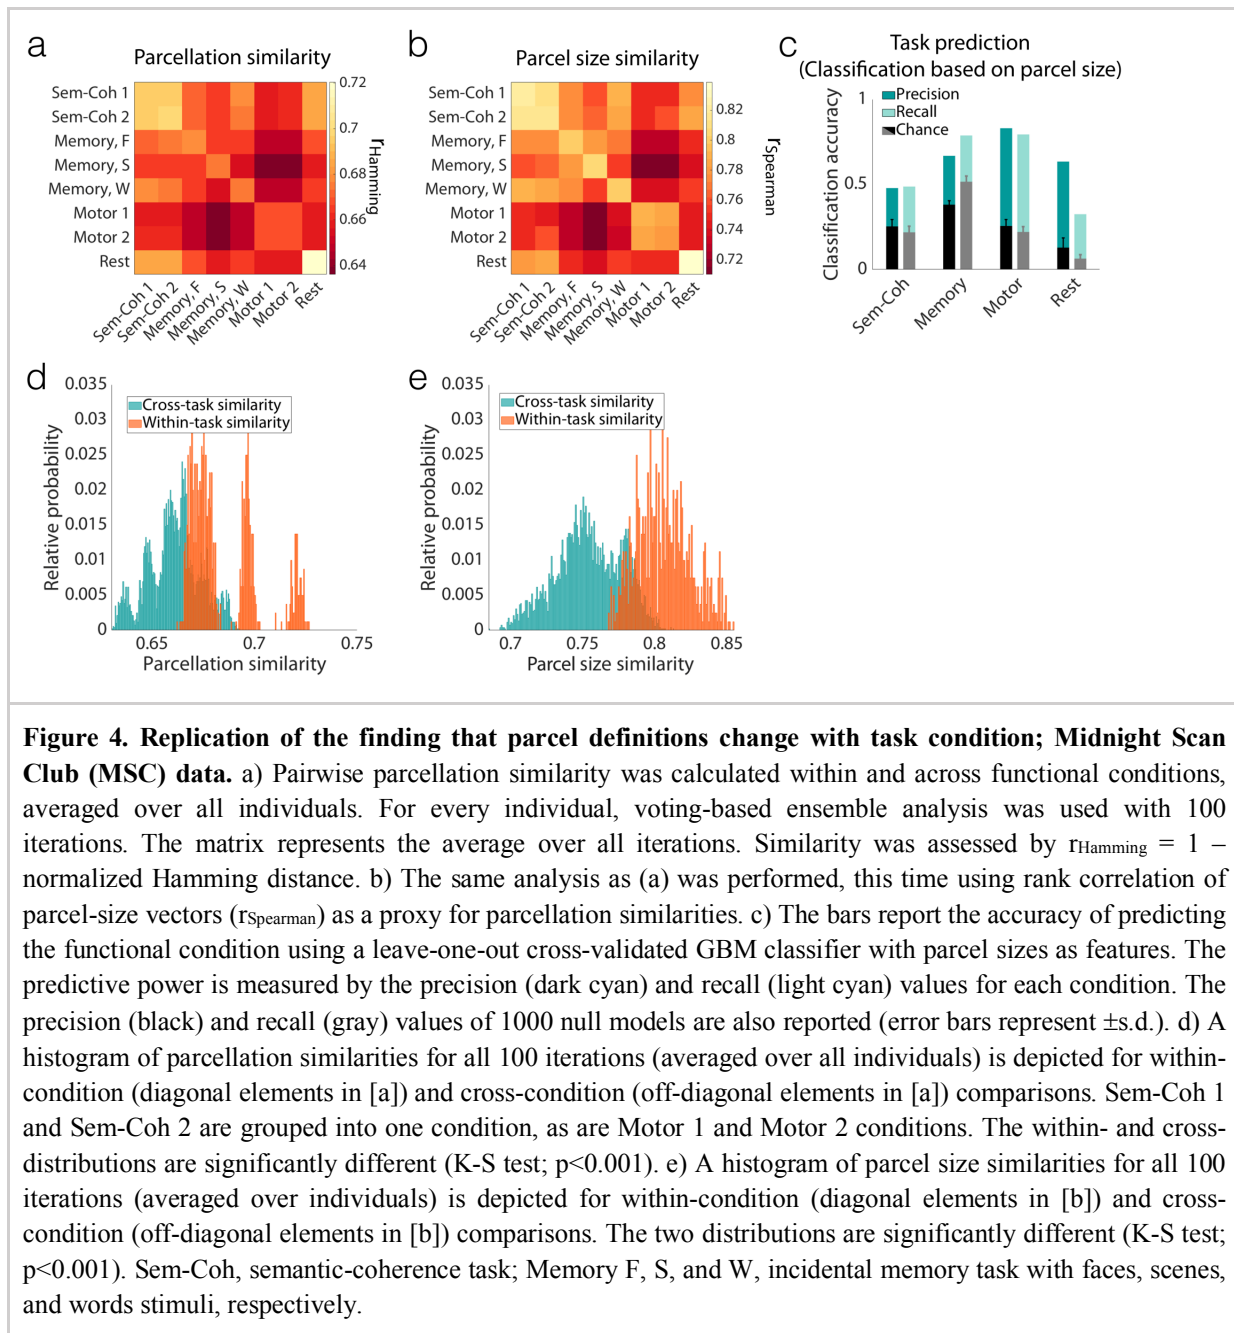 a
Parcellation similarity
Sem-Coh 1
Sem-Coh 2
Memory, F
Memory, S
Memory, W
Motor 1
Motor 2
Rest
Sem-Coh 1
Sem-Coh 2
Memory, F
Memory, S
Memory, W
Motor 1
Motor 2
Rest
0.72
0.7
0.68
0.66
0.64
rHamming
b
Parcel size similarity
Sem-Coh 1
Sem-Coh 2
Memory, F
Memory, S
Memory, W
Motor 1
Motor 2
Rest
Sem-Coh 1
Sem-Coh 2
Memory, F
Memory, S
Memory, W
Motor 1
Motor 2
Rest
0.82
0.8
0.78
0.76
0.74
0.72
rSpearman
c
Task prediction
(Classification based on parcel size)
Precision
Recall
Chance
Classification accuracy
1
0.5
0
Sem-Coh
Memory
Motor
Rest
d
Cross-task similarity
Within-task similarity
Relative probability
0.035
0.03
0.025
0.02
0.015
0.01
0.005
0
0.65
0.7
0.75
Parcellation similarity
e
Cross-task similarity
Within-task similarity
Relative probability
0.035
0.03
0.025
0.02
0.015
0.01
0.005
0
0.7
0.75
0.8
0.85
Parcel size similarity
Figure 4. Replication of the finding that parcel definitions change with task condition; Midnight Scan
Club (MSC) data. a) Pairwise parcellation similarity was calculated within and across functional conditions,
averaged over all individuals. For every individual, voting-based ensemble analysis was used with 100
iterations. The matrix represents the average over all iterations. Similarity was assessed by rHamming = 1 –
normalized Hamming distance. b) The same analysis as (a) was performed, this time using rank correlation of
parcel-size vectors (rSpearman) as a proxy for parcellation similarities. c) The bars report the accuracy of predicting
the functional condition using a leave-one-out cross-validated GBM classifier with parcel sizes as features. The
predictive power is measured by the precision (dark cyan) and recall (light cyan) values for each condition. The
precision (black) and recall (gray) values of 1000 null models are also reported (error bars represent ±s.d.). d) A
histogram of parcellation similarities for all 100 iterations (averaged over all individuals) is depicted for within-
condition (diagonal elements in [a]) and cross-condition (off-diagonal elements in [a]) comparisons. Sem-Coh 1
and Sem-Coh 2 are grouped into one condition, as are Motor 1 and Motor 2 conditions. The within- and cross-
distributions are significantly different (K-S test; p<0.001). e) A histogram of parcel size similarities for all 100
iterations (averaged over individuals) is depicted for within-condition (diagonal elements in [b]) and cross-
condition (off-diagonal elements in [b]) comparisons. The two distributions are significantly different (K-S test;
p<0.001). Sem-Coh, semantic-coherence task; Memory F, S, and W, incidental memory task with faces, scenes,
and words stimuli, respectively.